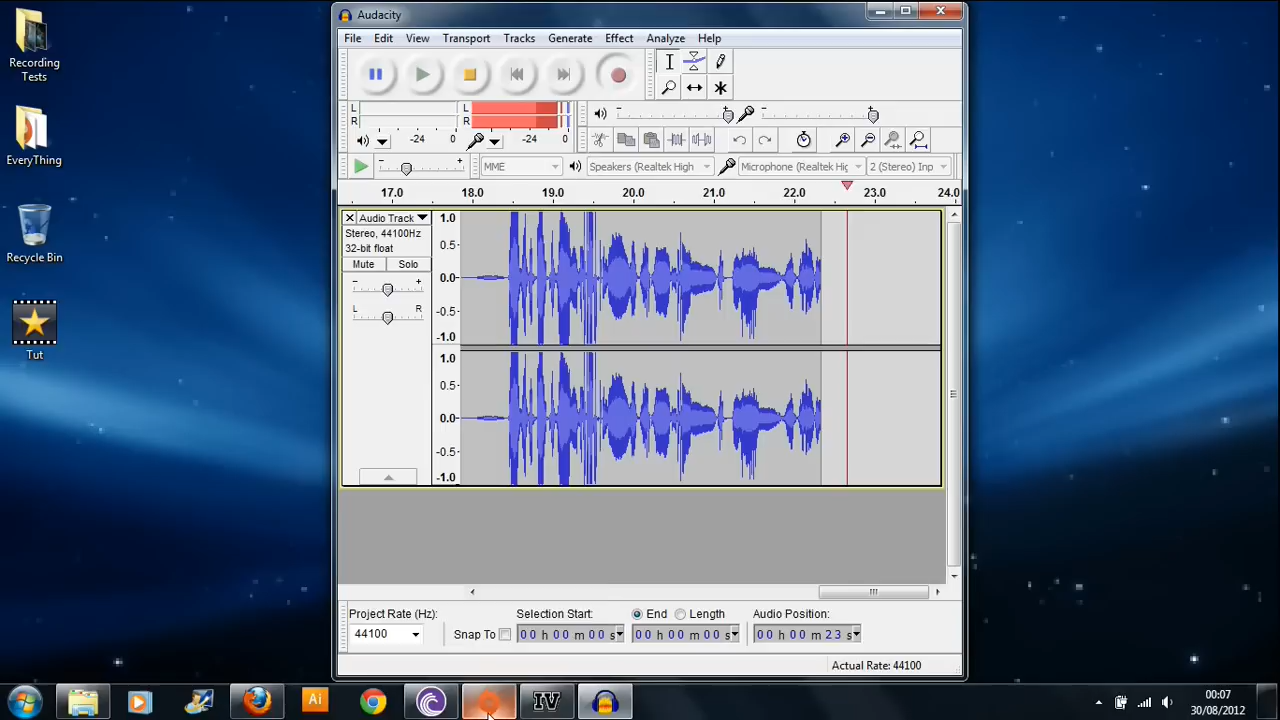 Audacity
File Edit View Transport Tracks Generate Effect Analyze Help
L
R
-24 0
L
R
-24 0
MME
Speakers (Realtek High
Microphone (Realtek Hig
2 (Stereo) Inp
17.0 18.0 19.0 20.0 21.0 22.0 23.0 24.0
Audio Track
Stereo, 44100Hz
32-bit float
Mute Solo
- +
L R
1.0
0.5-
0.0-
-0.5-
-1.0
1.0
0.5-
0.0-
-0.5-
-1.0
Project Rate (Hz):
44100
Snap To
Selection Start:
00 h 00 m 00 s
End Length
00 h 00 m 00 s
Audio Position:
00 h 00 m 23 s
Actual Rate: 44100
Recording
Tests
EveryThing
Recycle Bin
Tut
Ai
IV
00:07
30/08/2012